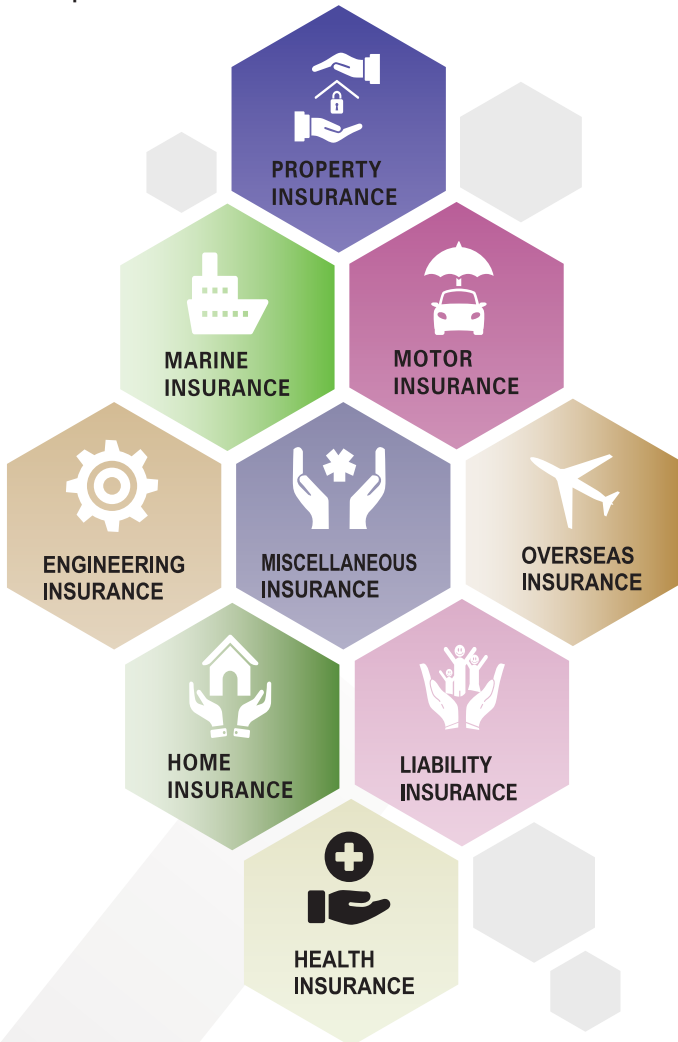 PROPERTY
INSURANCE
MARINE
INSURANCE
MOTOR
INSURANCE
ENGINEERING
INSURANCE
MISCELLANEOUS
INSURANCE
OVERSEAS
INSURANCE
HOME
INSURANCE
LIABILITY
INSURANCE
HEALTH
INSURANCE